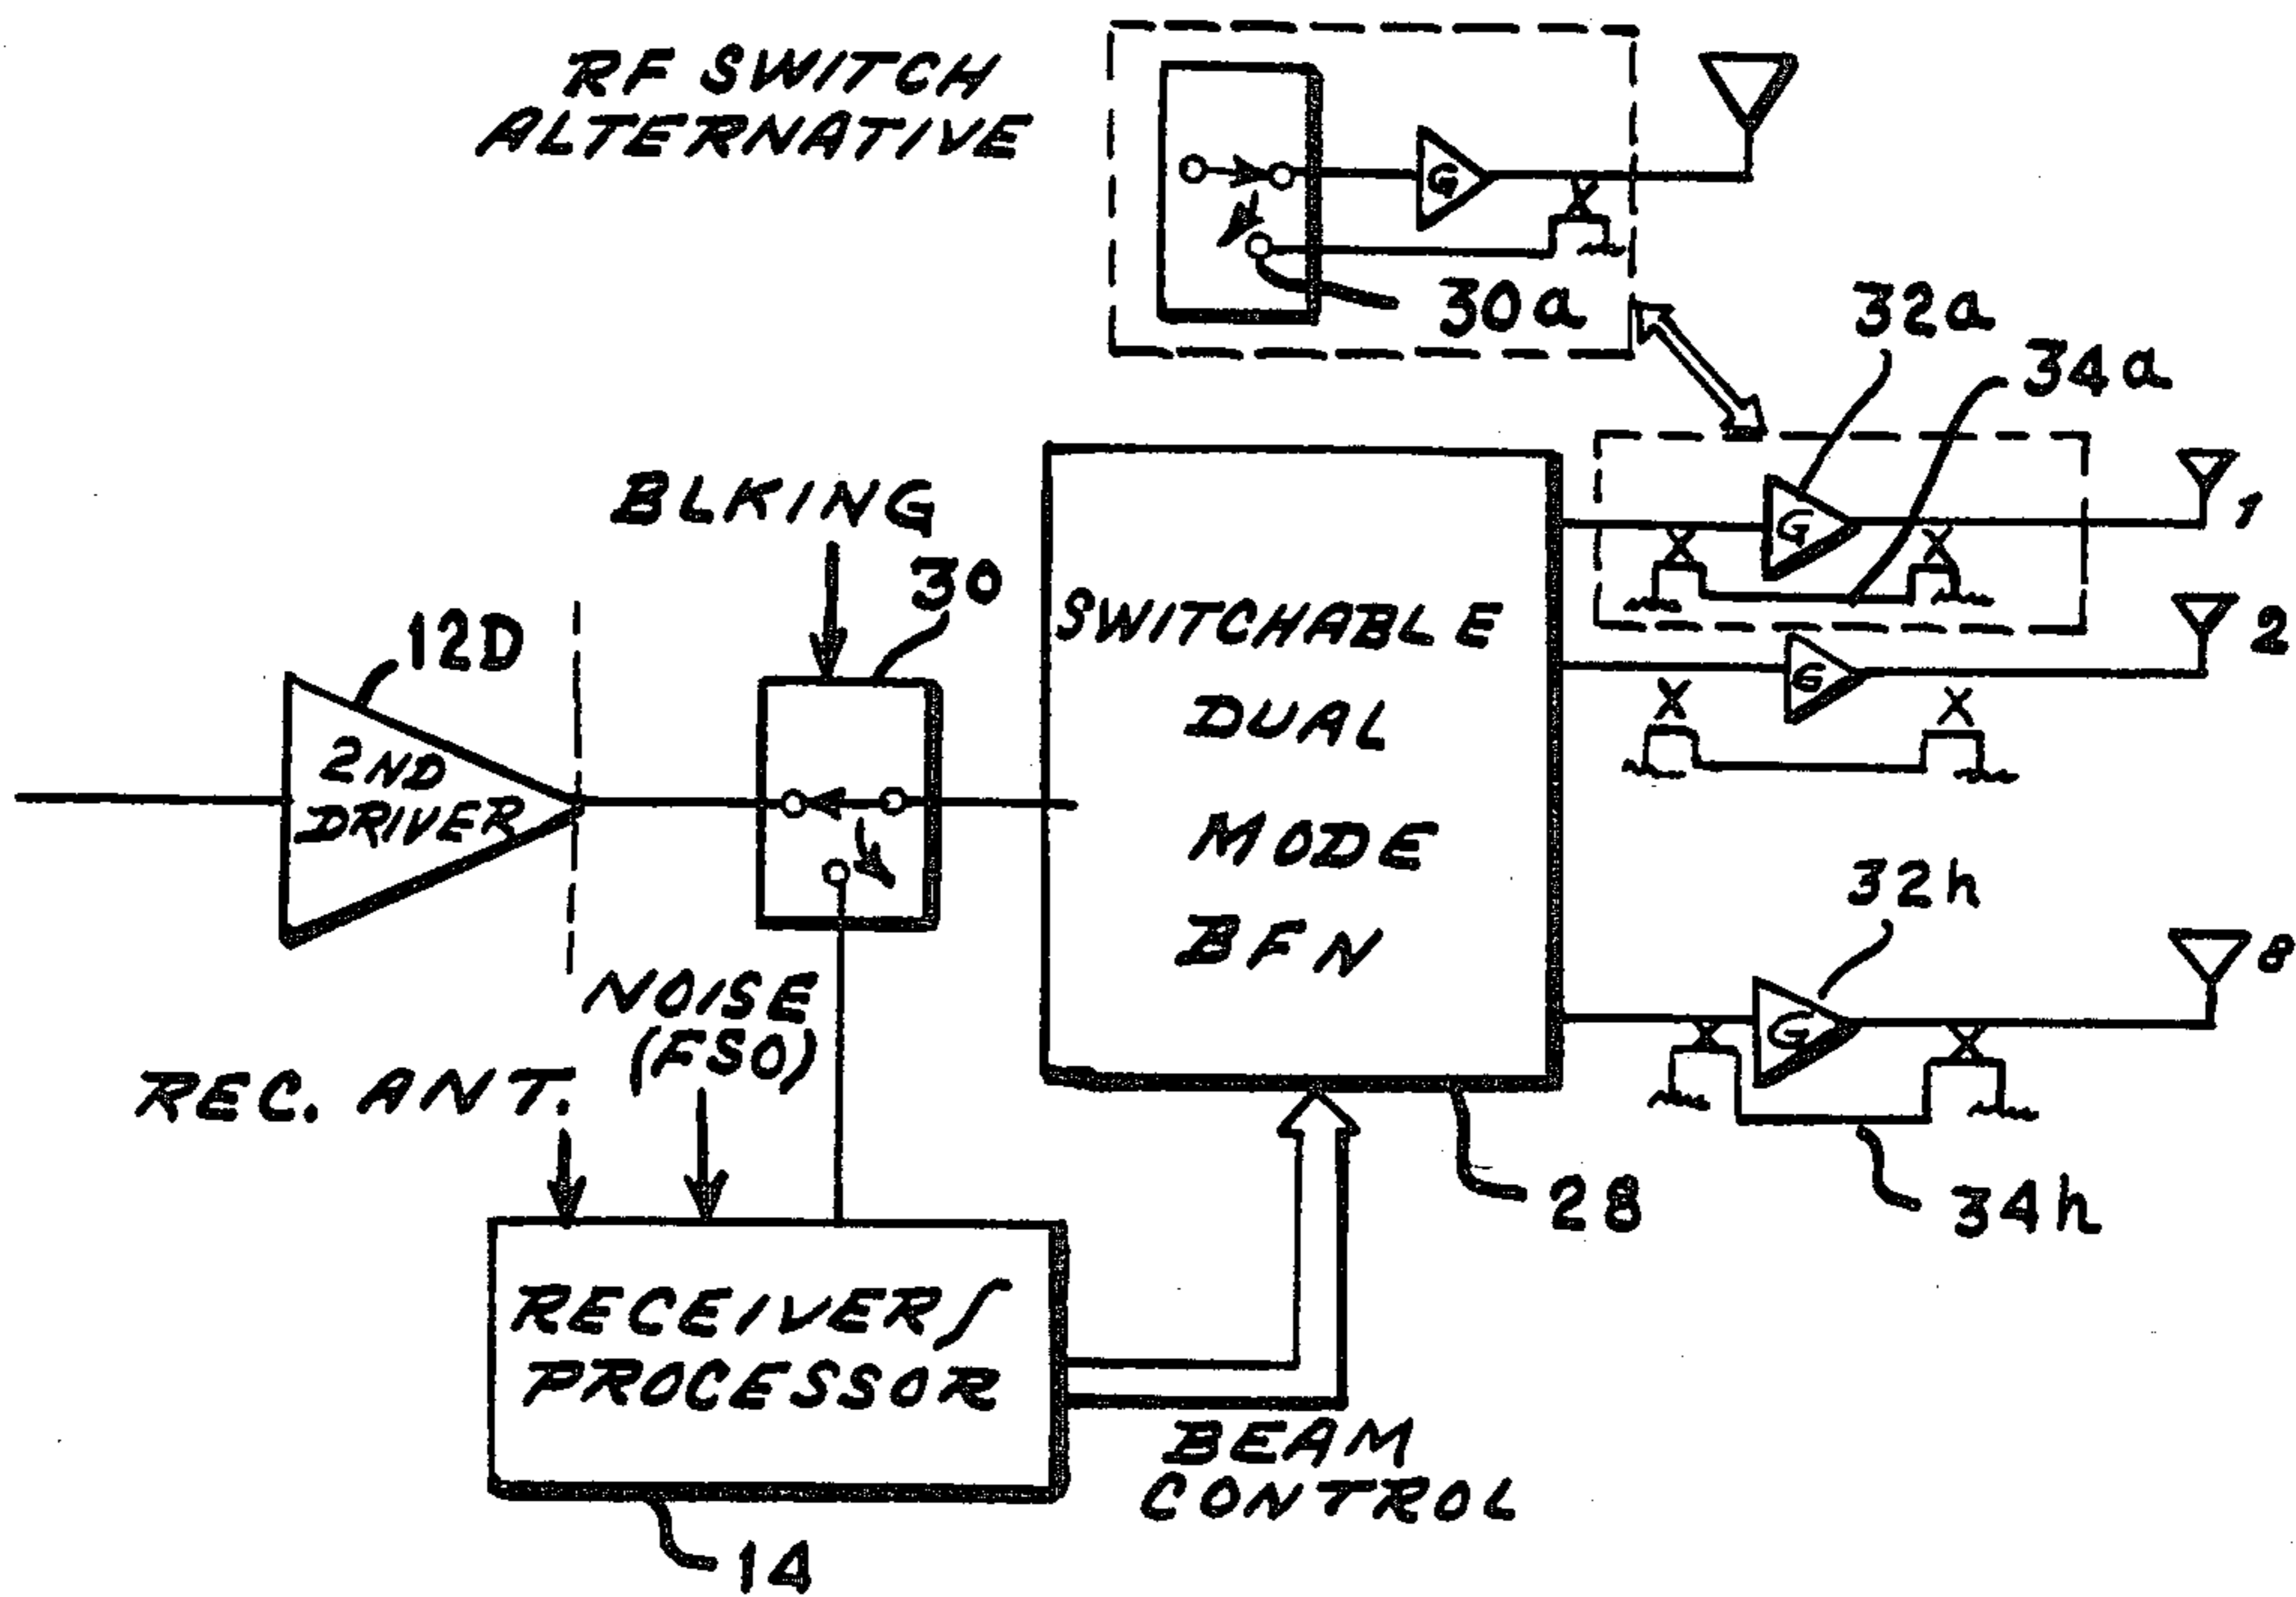 RF SWITCH
ALTERNATIVE
G
30a
32a
34a
G
1
BLKING
30
12D
2ND
DRIVER
SWITCHABLE
DUAL
MODE
BFN
X
X
G
2
X
X
32h
G
8
X
X
X
NOISE
(FSO)
REC. ANT.
28
34h
RECEIVER/
PROCESSOR
BEAM
CONTROL
14